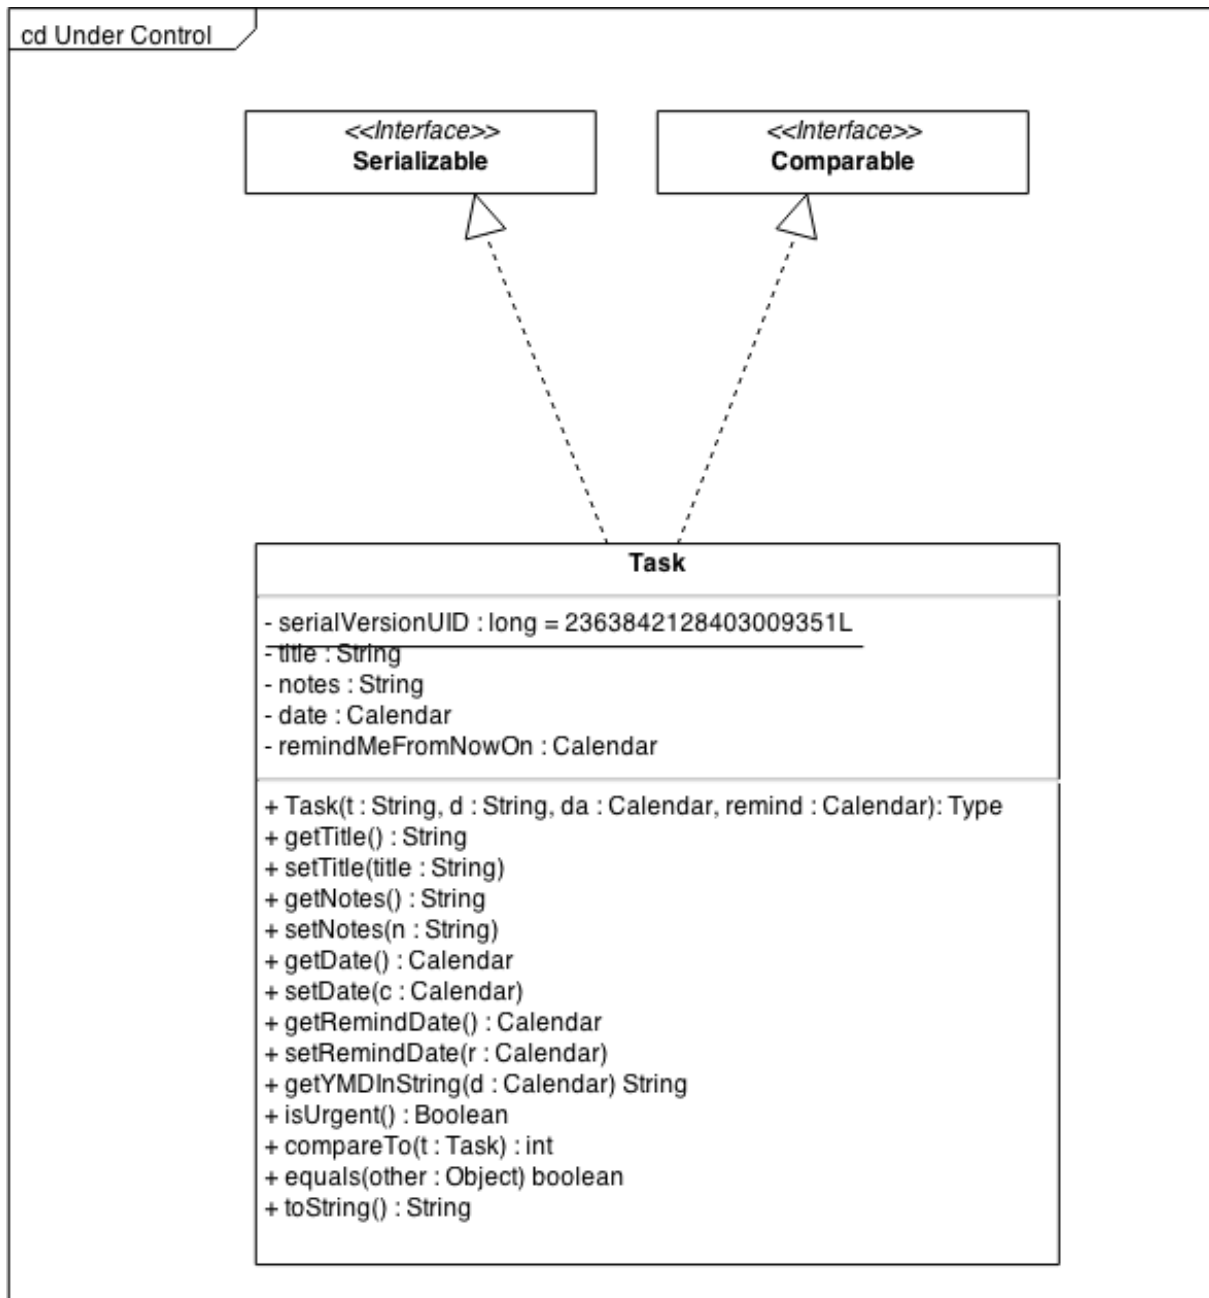 cd Under Control
<<Interface>>
Serializable
<<Interface>>
Comparable
Task
- serialVersionUID : long = 2363842128403009351L
- title : String
- notes : String
- date : Calendar
- remindMeFromNowOn : Calendar
+ Task(t : String, d : String, da : Calendar, remind : Calendar): Type
+ getTitle() : String
+ setTitle(title : String)
+ getNotes() : String
+ setNotes(n : String)
+ getDate() : Calendar
+ setDate(c : Calendar)
+ getRemindDate() : Calendar
+ setRemindDate(r : Calendar)
+ getYMDInString(d : Calendar) String
+ isUrgent() : Boolean
+ compareTo(t : Task) : int
+ equals(other : Object) boolean
+ toString() : String